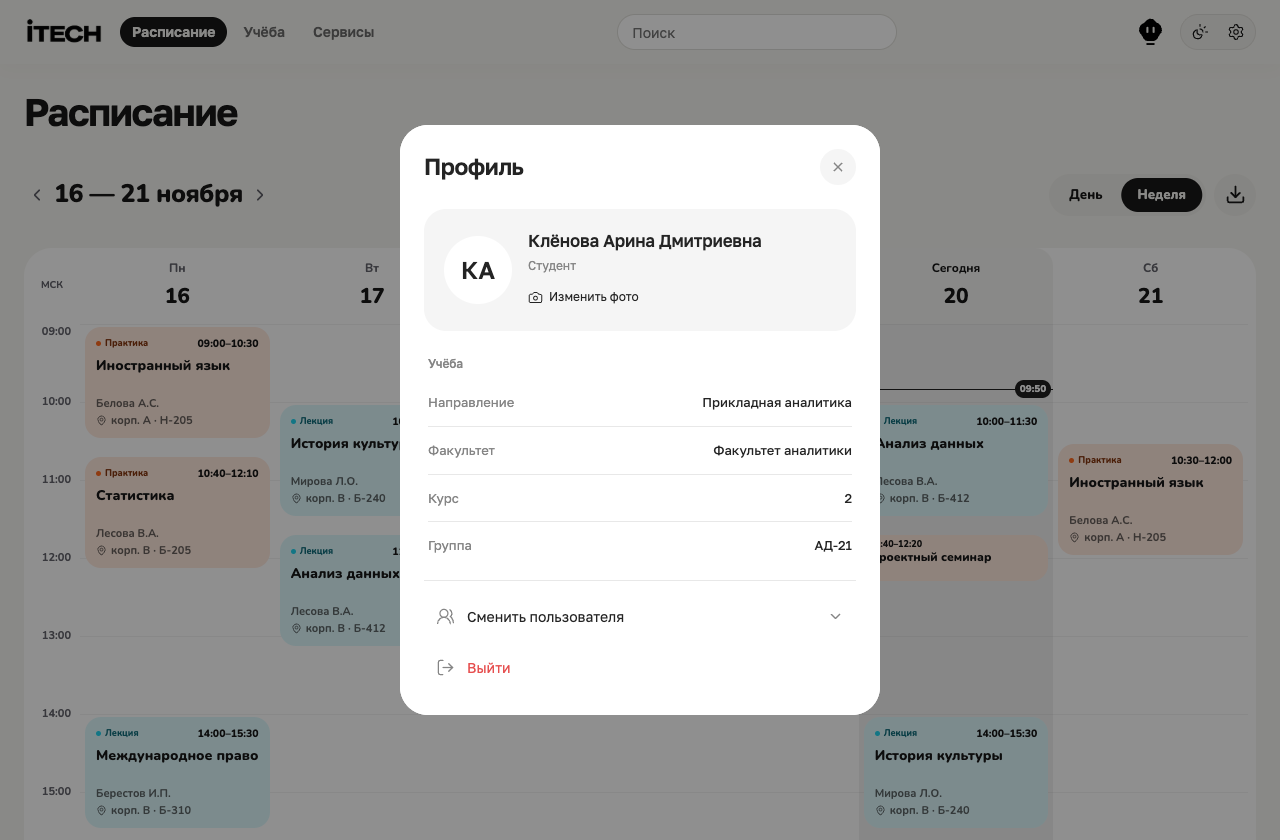 iTECH
Расписание
Учёба
Сервисы
Поиск
Расписание
16 — 21 ноября
День
Неделя
Профиль
КА
Клёнова Арина Дмитриевна
Студент
Изменить фото
Учёба
Направление Прикладная аналитика
Факультет Факультет аналитики
Курс 2
Группа АД-21
Сменить пользователя
Выйти
МСК
Пн
16
Вт
17
Сегодня
20
Сб
21
09:00
10:00
11:00
12:00
13:00
14:00
15:00
Практика 09:00–10:30
Иностранный язык
Белова А.С.
корп. А · Н-205
Практика 10:40–12:10
Статистика
Лесова В.А.
корп. В · Б-205
Лекция 14:00–15:30
Международное право
Берестов И.П.
корп. В · Б-310
Лекция
История культу
Мирова Л.О.
корп. В · Б-240
Лекция
Анализ данных
Лесова В.А.
корп. В · Б-412
09:50
Лекция 10:00–11:30
Анализ данных
Лесова В.А.
корп. В · Б-412
:40–12:20
роектный семинар
Лекция 14:00–15:30
История культуры
Мирова Л.О.
корп. В · Б-240
Практика 10:30–12:00
Иностранный язык
Белова А.С.
корп. А · Н-205